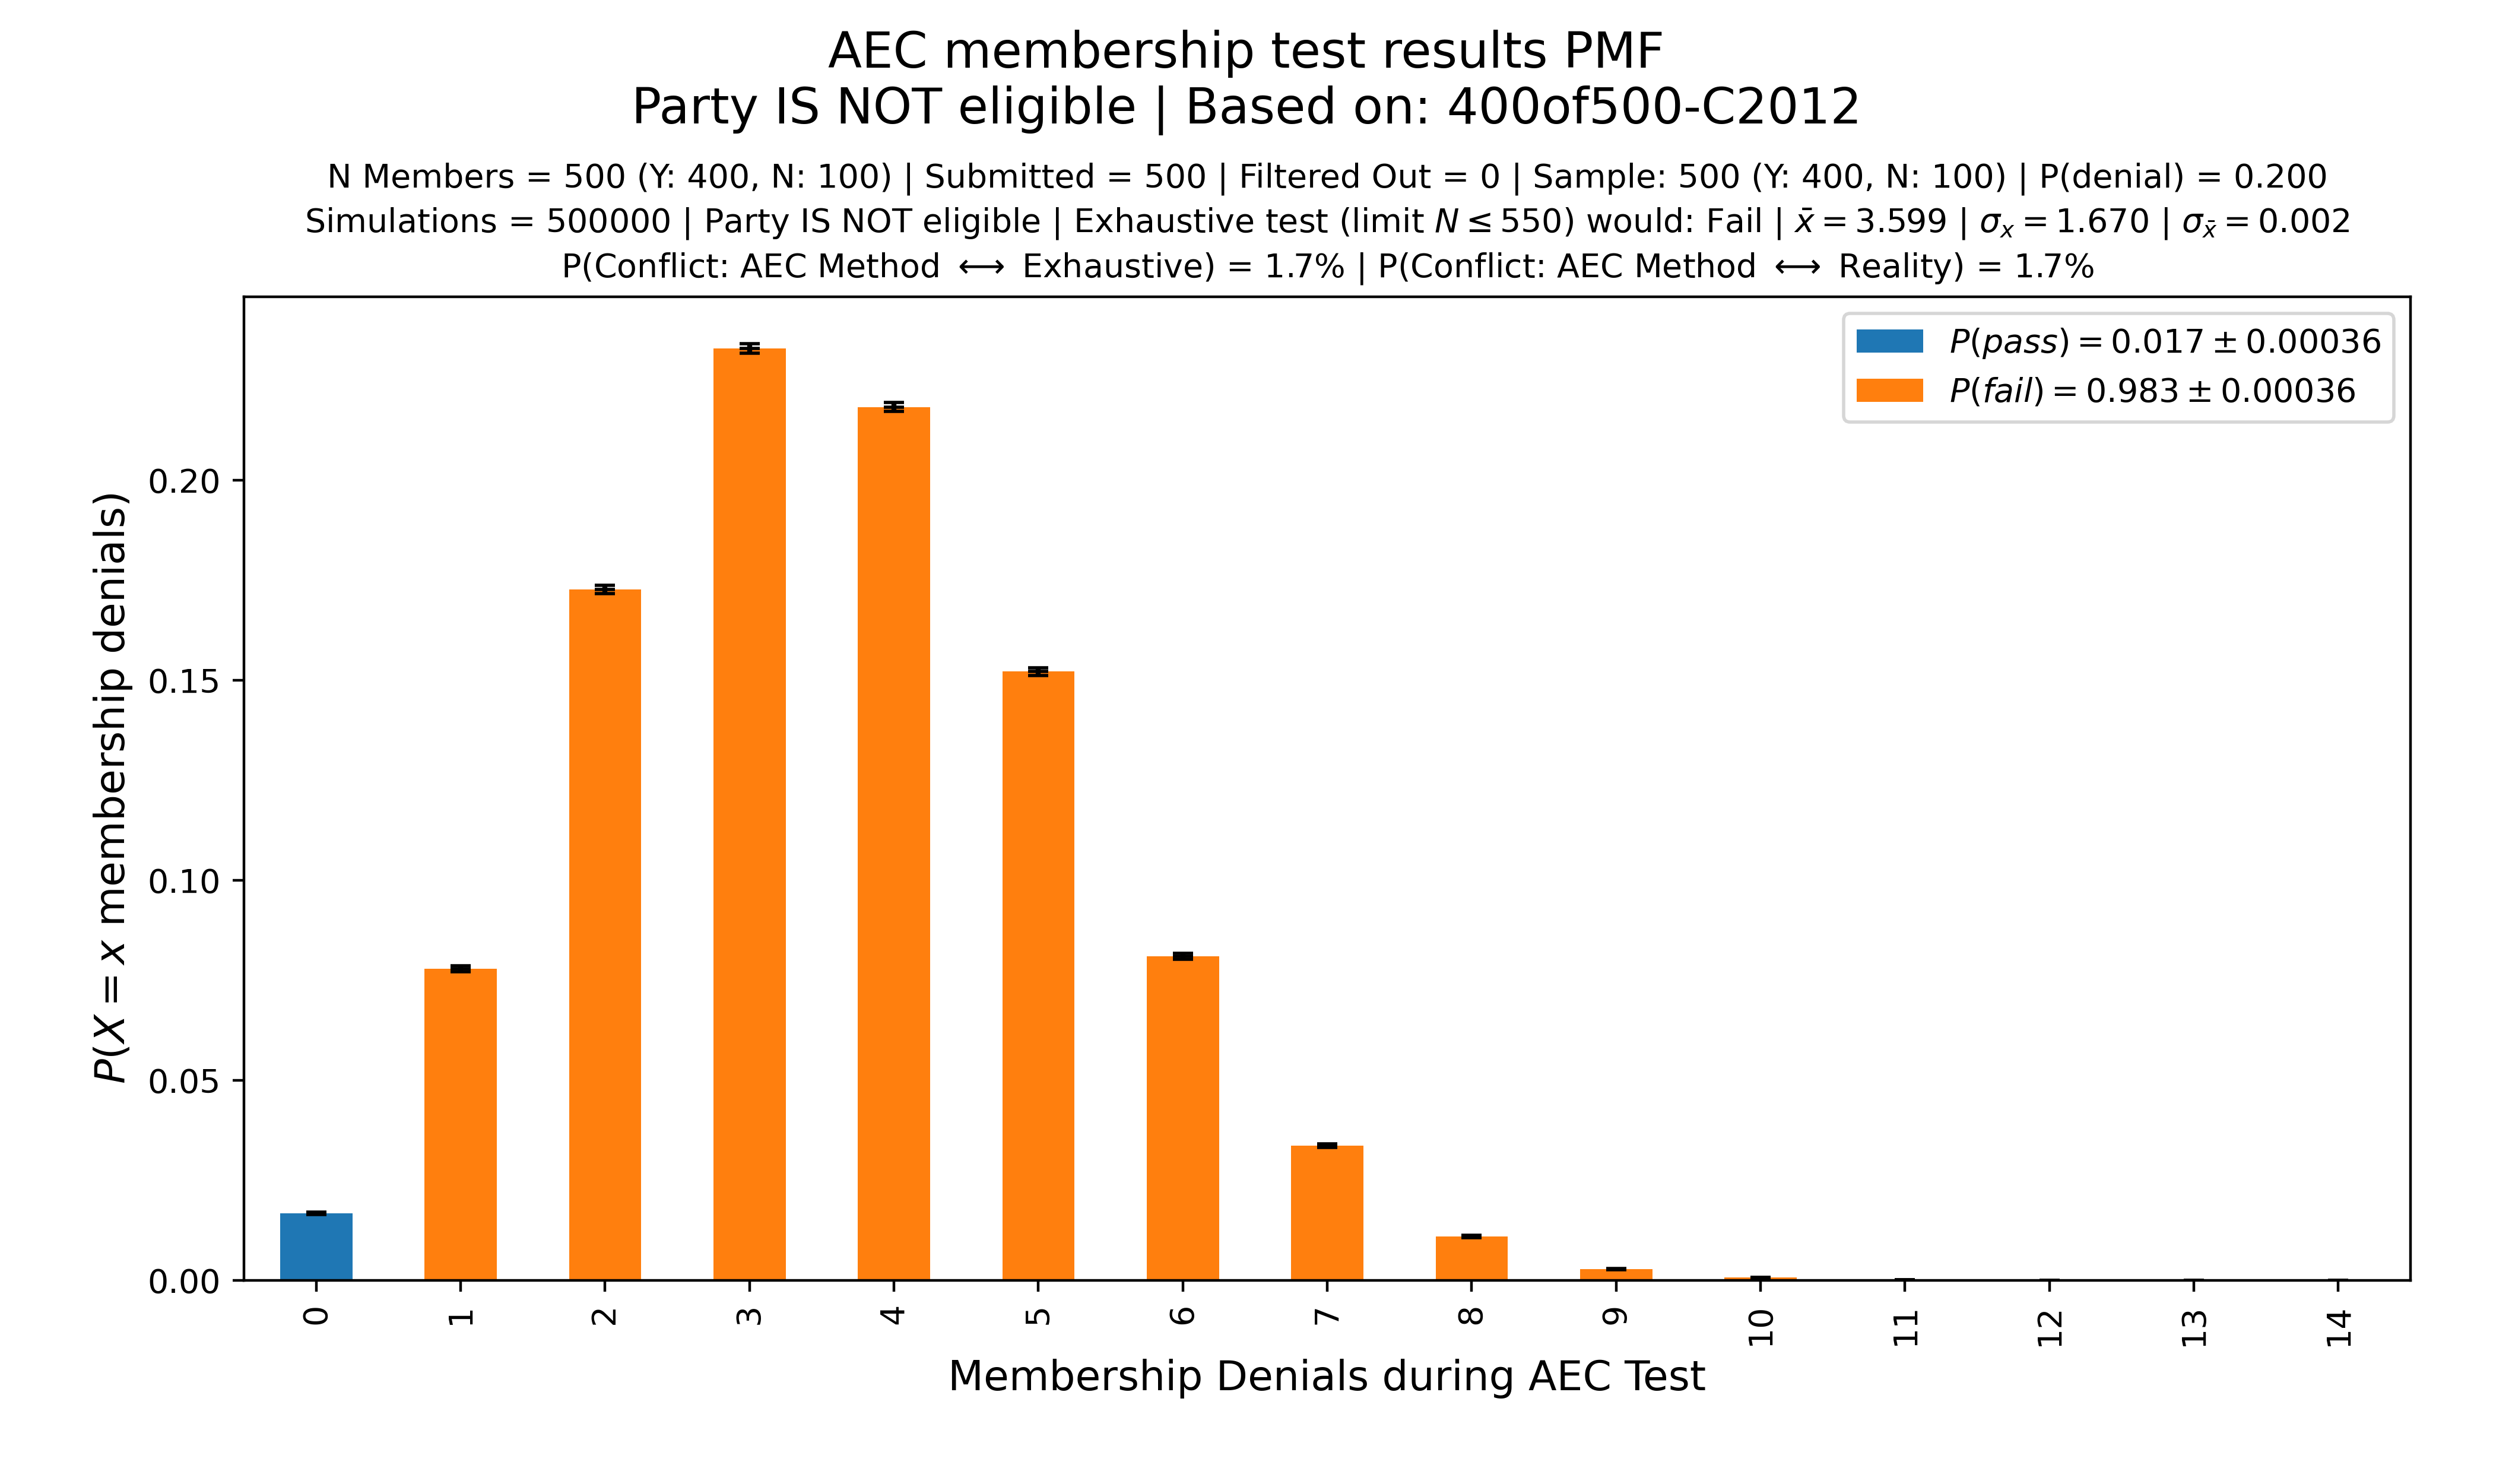 AEC membership test results PMF
Party IS NOT eligible | Based on: 400of500-C2012
N Members = 500 (Y: 400, N: 100) | Submitted = 500 | Filtered Out = 0 | Sample: 500 (Y: 400, N: 100) | P(denial) = 0.200
Simulations = 500000 | Party IS NOT eligible | Exhaustive test (limit N ≤ 550) would: Fail | x̄ = 3.599 | σₓ = 1.670 | σ_x̄ = 0.002
P(Conflict: AEC Method ⟷ Exhaustive) = 1.7% | P(Conflict: AEC Method ⟷ Reality) = 1.7%
P(pass) = 0.017 ± 0.00036
P(fail) = 0.983 ± 0.00036
P(X = x membership denials)
0.20
0.15
0.10
0.05
0.00
0 1 2 3 4 5 6 7 8 9 10 11 12 13 14
Membership Denials during AEC Test